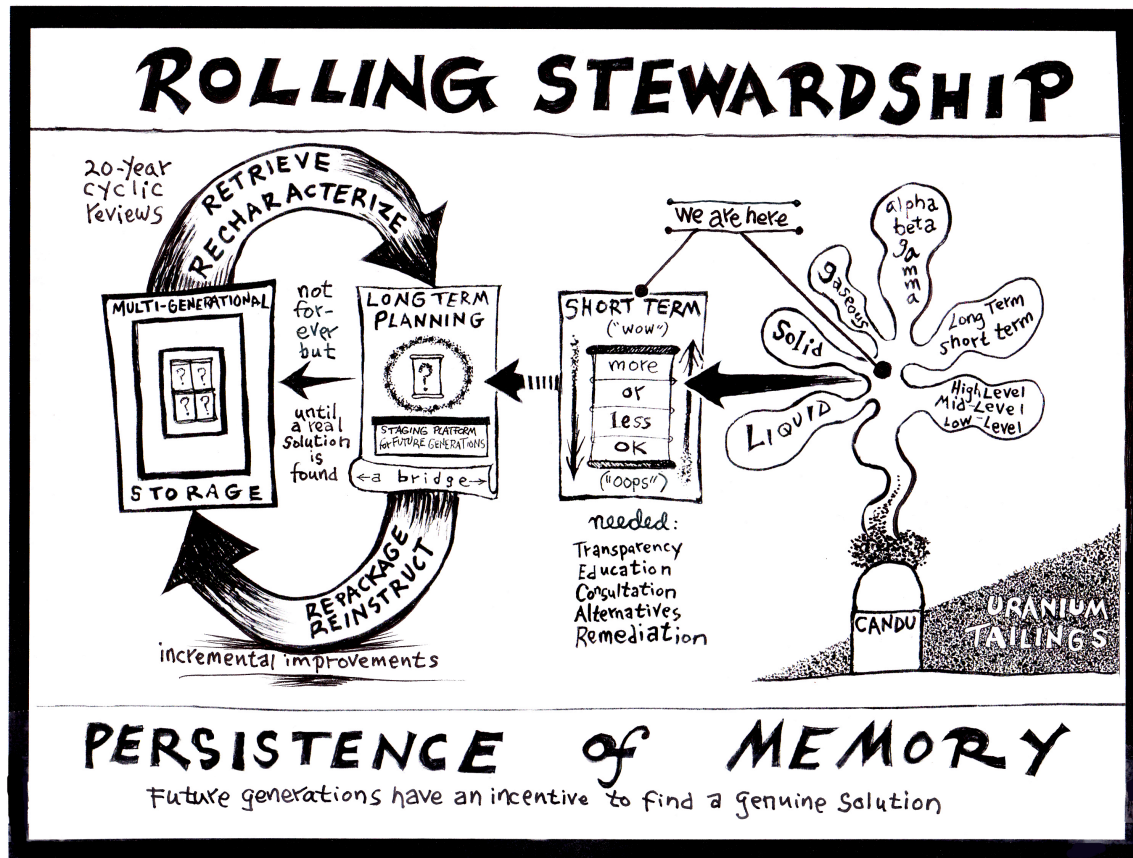 ROLLING STEWARDSHIP
20-year
cyclic
reviews
RETRIEVE
RECHARACTERIZE
MULTI-GENERATIONAL
? ?
? ?
STORAGE
not
for-
ever
but
until
a real
solution
is
found
LONG TERM
PLANNING
?
STAGING PLATFORM
for FUTURE GENERATIONS
a bridge
REPACKAGE
REINSTRUCT
incremental improvements
we are here
SHORT TERM
("WOW")
more
or
Less
OK
("OOPS")
needed:
Transparency
Education
Consultation
Alternatives
Remediation
LIQUID
Solid
gaseous
alpha
beta
gamma
Long Term
short term
High Level
Mid-Level
Low-Level
CANDU
URANIUM
TAILINGS
PERSISTENCE of MEMORY
Future generations have an incentive to find a genuine solution